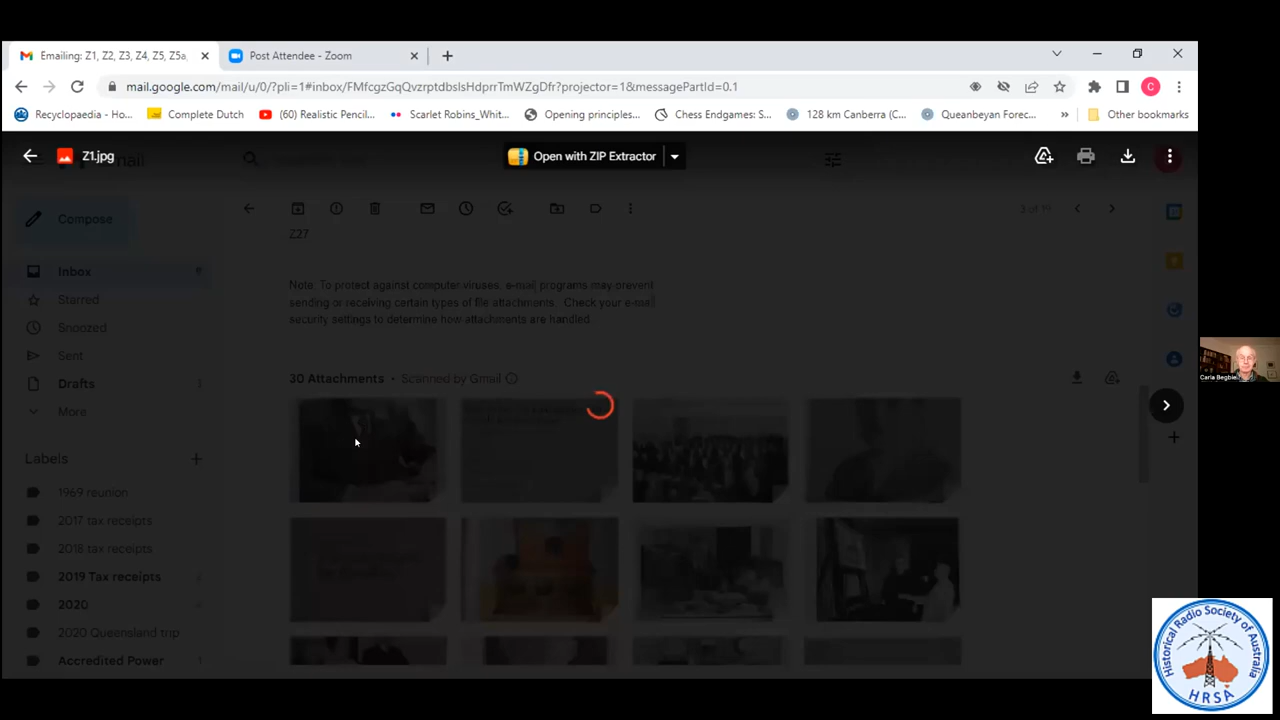 Emailing: Z1, Z2, Z3, Z4, Z5, Z5a,
Post Attendee - Zoom
mail.google.com/mail/u/0/?pli=1#inbox/FMfcgzGqQvzrptdlblsHdprrTmWZgDfr?projector=1&messagePartId=0.1
C
Recyclopaedia - Ho...
Complete Dutch
(60) Realistic Pencil...
Scarlet Robins_Whit...
Opening principles...
Chess Endgames: S...
128 km Canberra (C...
Queanbeyan Forec...
Other bookmarks
Z1.jpg
Open with ZIP Extractor
Compose
Z27
Inbox
Note: To protect against computer viruses, e-mail programs may prevent
Starred
sending or receiving certain types of file attachments. Check your e-mail
Snoozed
security settings to determine how attachments are handled.
Sent
Drafts
30 Attachments • Scanned by Gmail
More
Labels
1969 reunion
2017 tax receipts
2018 tax receipts
2019 Tax receipts
2020
2020 Queensland trip
Accredited Power
1
Historical Radio Society of Australia
HRSA